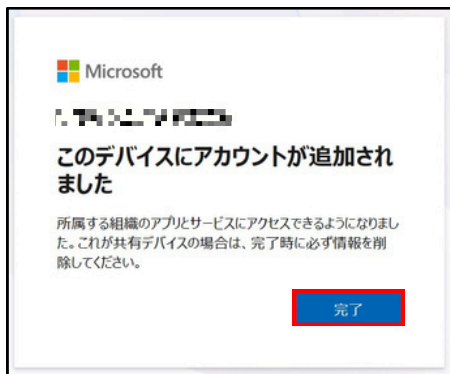 Microsoft
このデバイスにアカウントが追加され
ました
所属する組織のアプリとサービスにアクセスできるようになりまし
た。これが共有デバイスの場合は、完了時に必ず情報を削
除してください。
完了